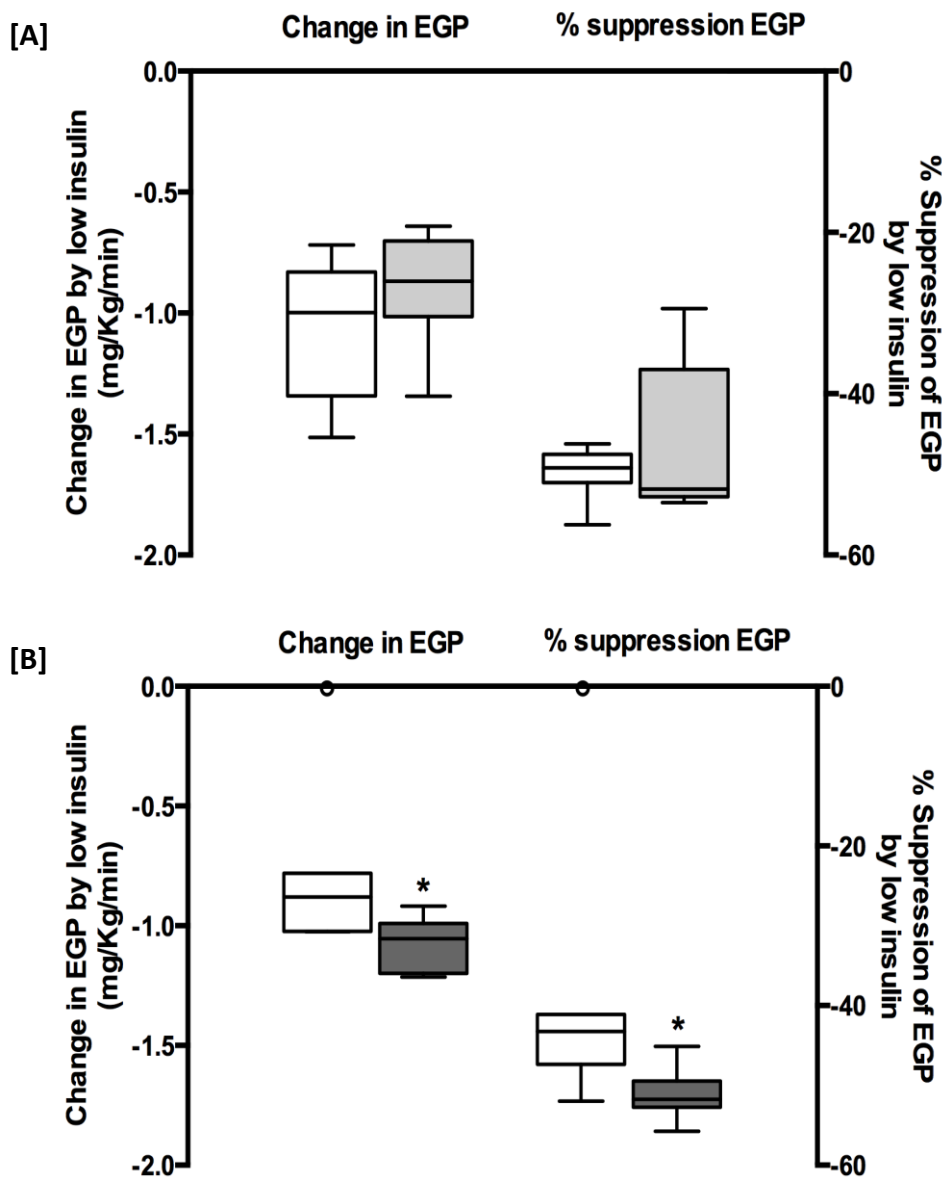 [A]
Change in EGP
% suppression EGP
Change in EGP by low insulin
(mg/Kg/min)
0.0
-0.5
-1.0
-1.5
-2.0
0
-20
-40
-60
% Suppression of EGP
by low insulin
[B]
Change in EGP
% suppression EGP
Change in EGP by low insulin
(mg/Kg/min)
0.0
-0.5
-1.0
-1.5
-2.0
*
*
0
-20
-40
-60
% Suppression of EGP
by low insulin